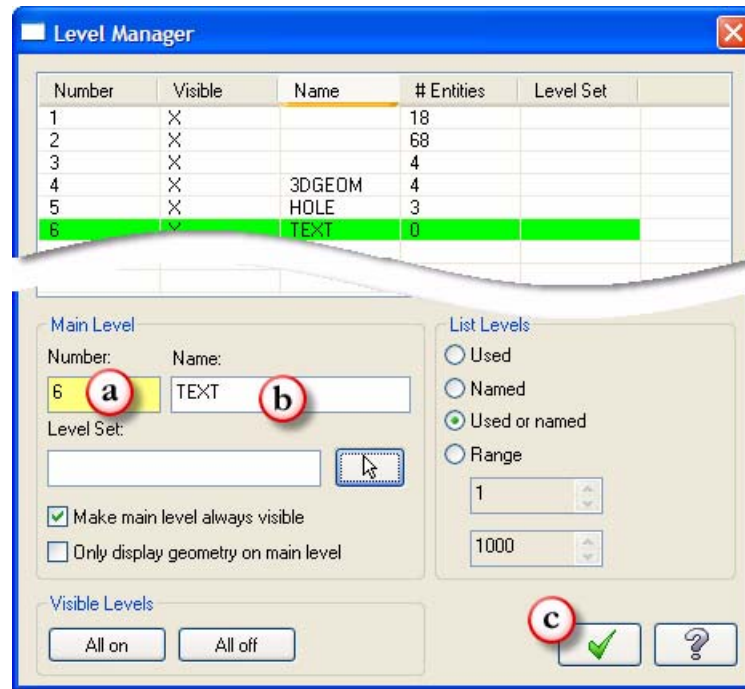 Level Manager
Number Visible Name # Entities Level Set
1 X 18
2 X 68
3 X 4
4 X 3DGEOM 4
5 X HOLE 3
6 X TEXT 0
Main Level
Number: Name:
6 a TEXT b
Level Set:
Make main level always visible
Only display geometry on main level
List Levels
Used
Named
Used or named
Range
1
1000
Visible Levels
All on All off
c
?